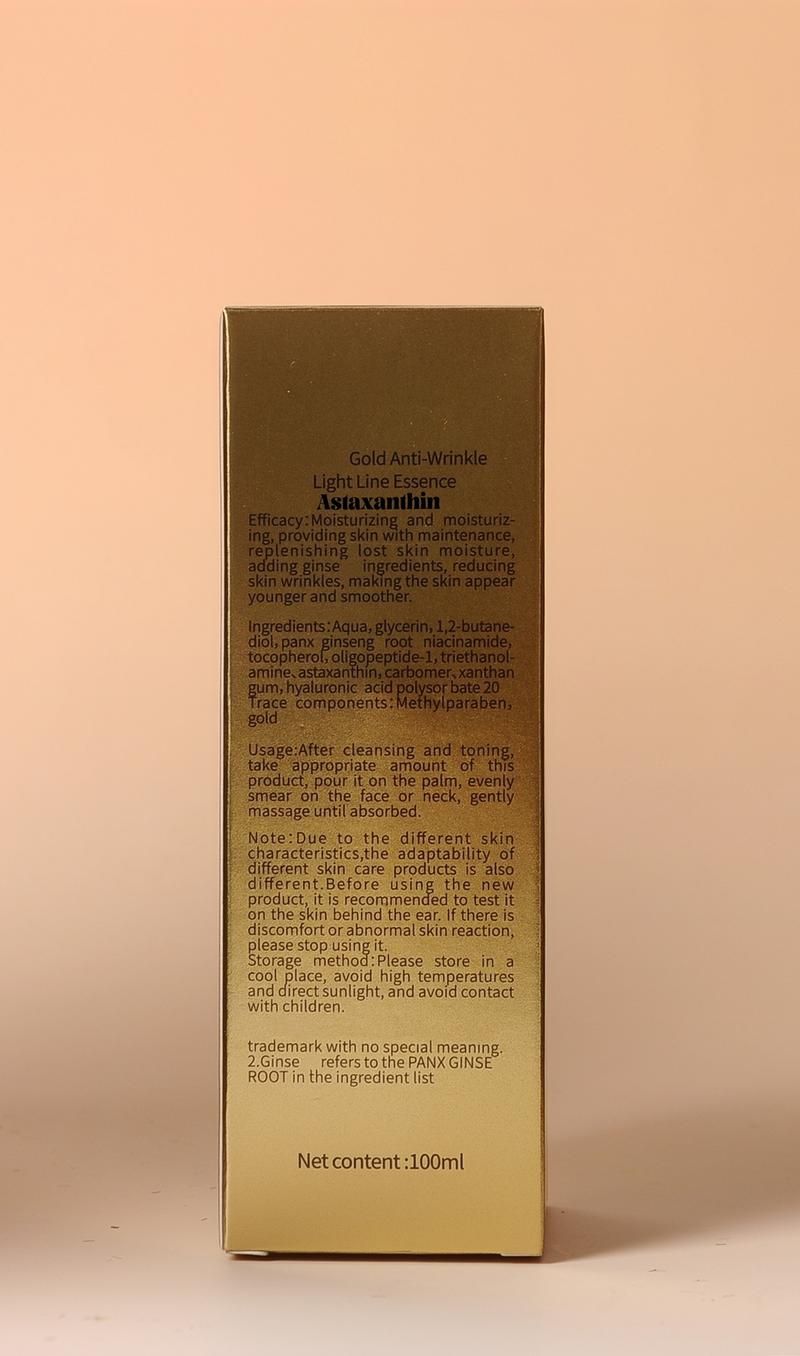 Gold Anti-Wrinkle
Light Line Essence
Astaxanthin
Efficacy:Moisturizing and moisturiz-
ing, providing skin with maintenance,
replenishing lost skin moisture,
adding ginse ingredients, reducing
skin wrinkles, making the skin appear
younger and smoother.
Ingredients:Aqua, glycerin, 1,2-butane-
diol, panx ginseng root niacinamide,
tocopherol, oligopeptide-1, triethanol-
amine、astaxanthin, carbomer、xanthan
gum, hyaluronic acid polysor bate 20
Trace components:Methylparaben,
gold
Usage:After cleansing and toning,
take appropriate amount of this
product, pour it on the palm, evenly
smear on the face or neck, gently
massage until absorbed.
Note:Due to the different skin
characteristics,the adaptability of
different skin care products is also
different.Before using the new
product, it is recommended to test it
on the skin behind the ear. If there is
discomfort or abnormal skin reaction,
please stop using it.
Storage method:Please store in a
cool place, avoid high temperatures
and direct sunlight, and avoid contact
with children.
trademark with no special meaning.
2.Ginse refers to the PANX GINSE
ROOT in the ingredient list
Net content :100ml